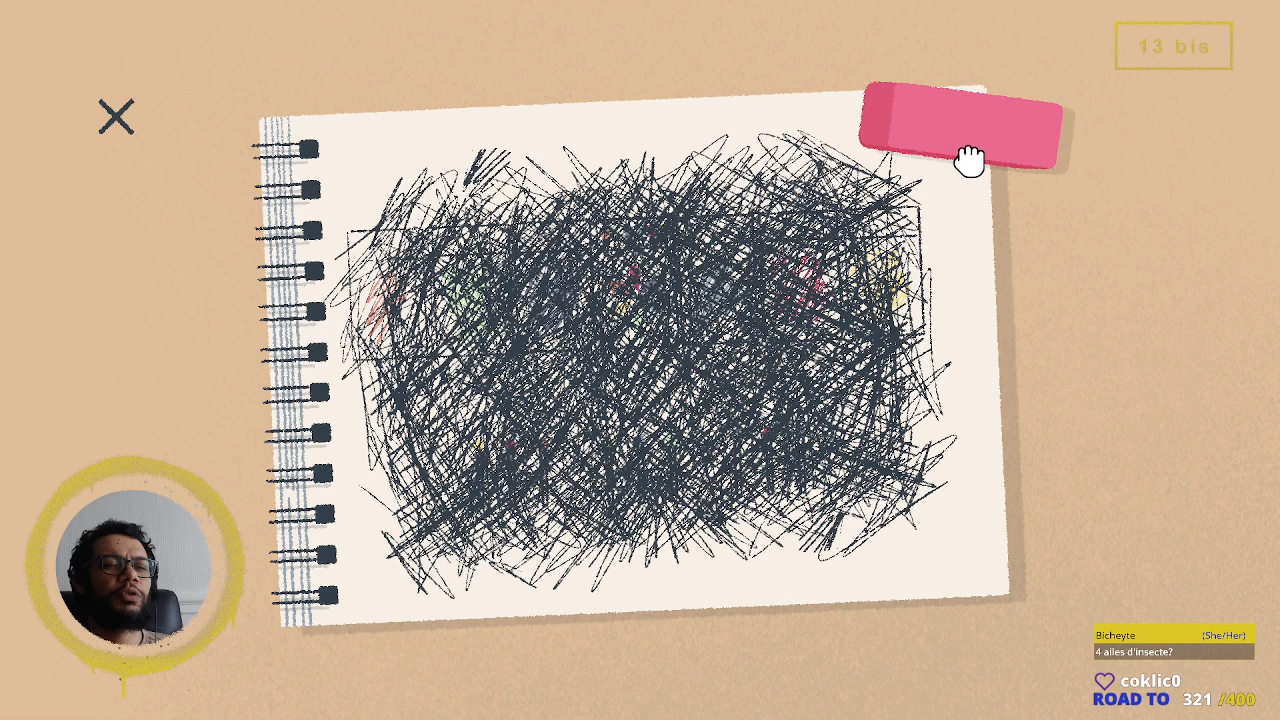 13 bis
Bicheyte (She/Her)
4 ailes d'insecte?
coklic0
ROAD TO 321 /400